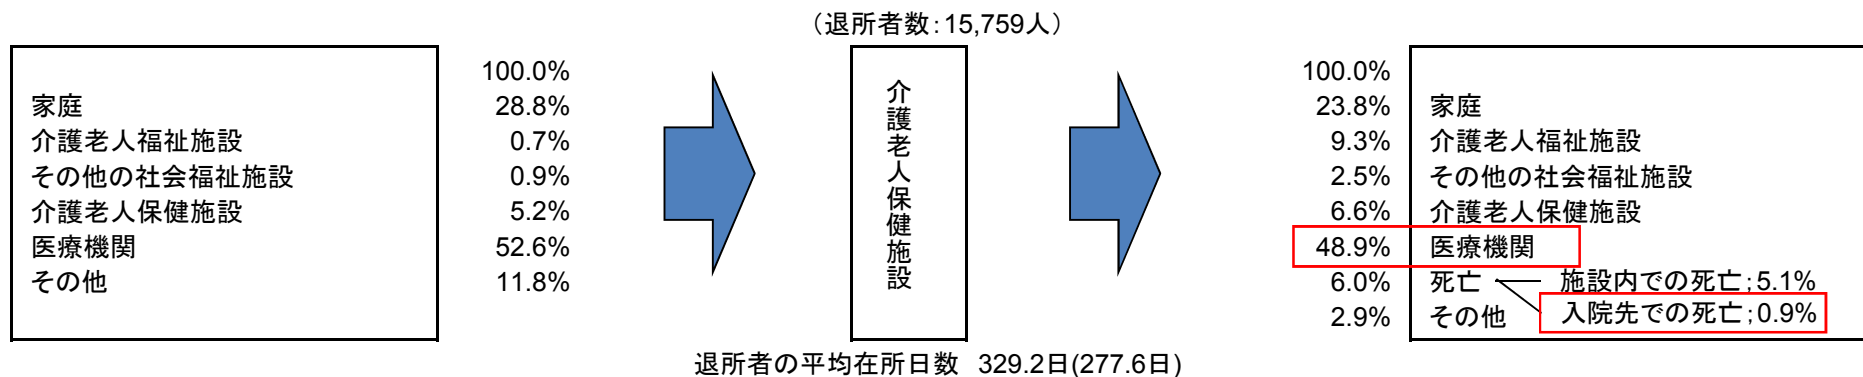 （退所者数：15,759人）
100.0%
家庭 28.8%
介護老人福祉施設 0.7%
その他の社会福祉施設 0.9%
介護老人保健施設 5.2%
医療機関 52.6%
その他 11.8%
介護老人保健施設
100.0%
23.8% 家庭
9.3% 介護老人福祉施設
2.5% その他の社会福祉施設
6.6% 介護老人保健施設
48.9% 医療機関
6.0% 死亡 施設内での死亡；5.1%
2.9% その他 入院先での死亡；0.9%
退所者の平均在所日数 329.2日(277.6日)